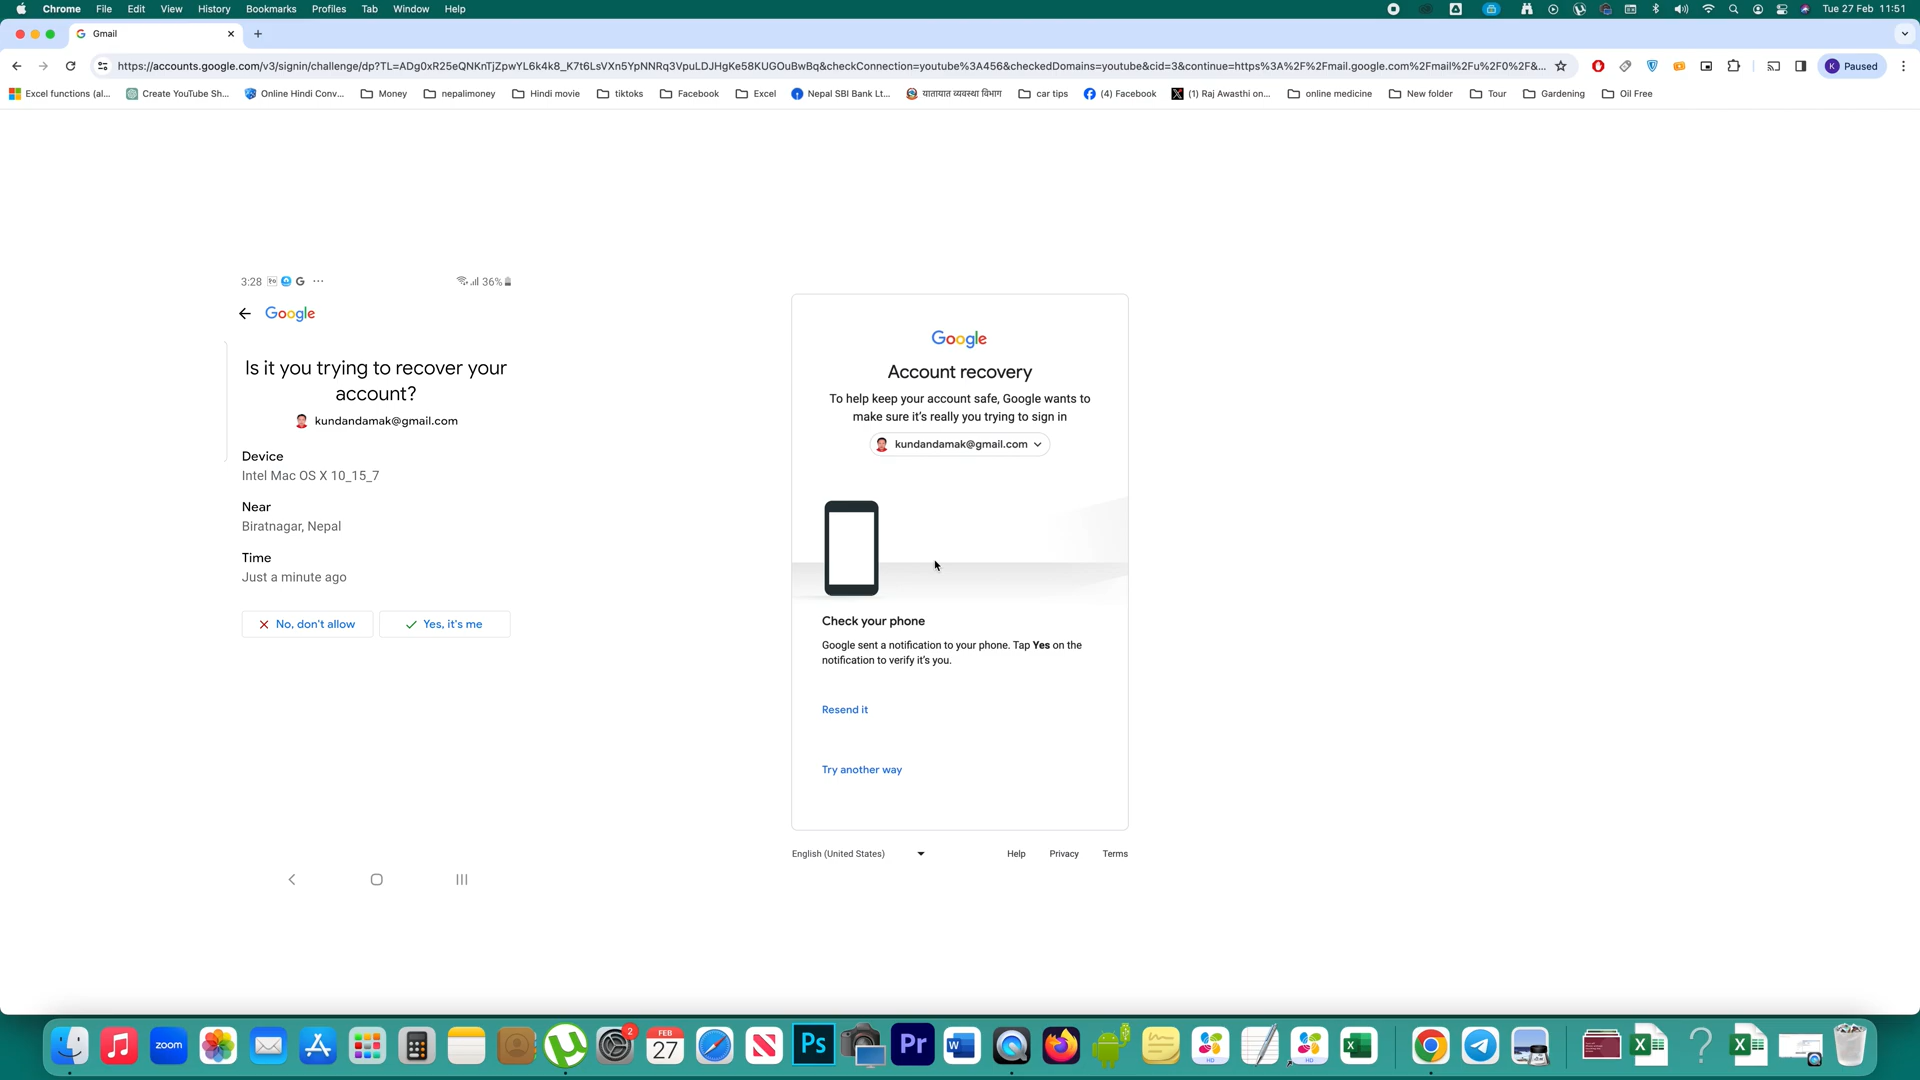 Chrome File Edit View History Bookmarks Profiles Tab Window Help Tue 27 Feb 11:51
Gmail
https://accounts.google.com/v3/signin/challenge/dp?TL=ADg0xR25eQNKnTjZpwYL6k4k8_K7t6LsVXn5YpNNRq3VpuLDJHgKe58KUGOuBwBq&checkConnection=youtube%3A456&checkedDomains=youtube&cid=3&continue=https%3A%2F%2Fmail.google.com%2Fmail%2Fu%2F0%2F&... K Paused
Excel functions (al... Create YouTube Sh... Online Hindi Conv... Money nepalimoney Hindi movie tiktoks Facebook Excel Nepal SBI Bank Lt... यातायात व्यवस्था विभाग car tips (4) Facebook (1) Raj Awasthi on... online medicine New folder Tour Gardening Oil Free
3:28 G ... 36%
Google
Is it you trying to recover your
account?
kundandamak@gmail.com
Device
Intel Mac OS X 10_15_7
Near
Biratnagar, Nepal
Time
Just a minute ago
No, don't allow Yes, it's me
Google
Account recovery
To help keep your account safe, Google wants to
make sure it's really you trying to sign in
kundandamak@gmail.com
Check your phone
Google sent a notification to your phone. Tap Yes on the
notification to verify it's you.
Resend it
Try another way
English (United States) Help Privacy Terms
zoom 2 FEB 27 Ps Pr W HD HD X X X